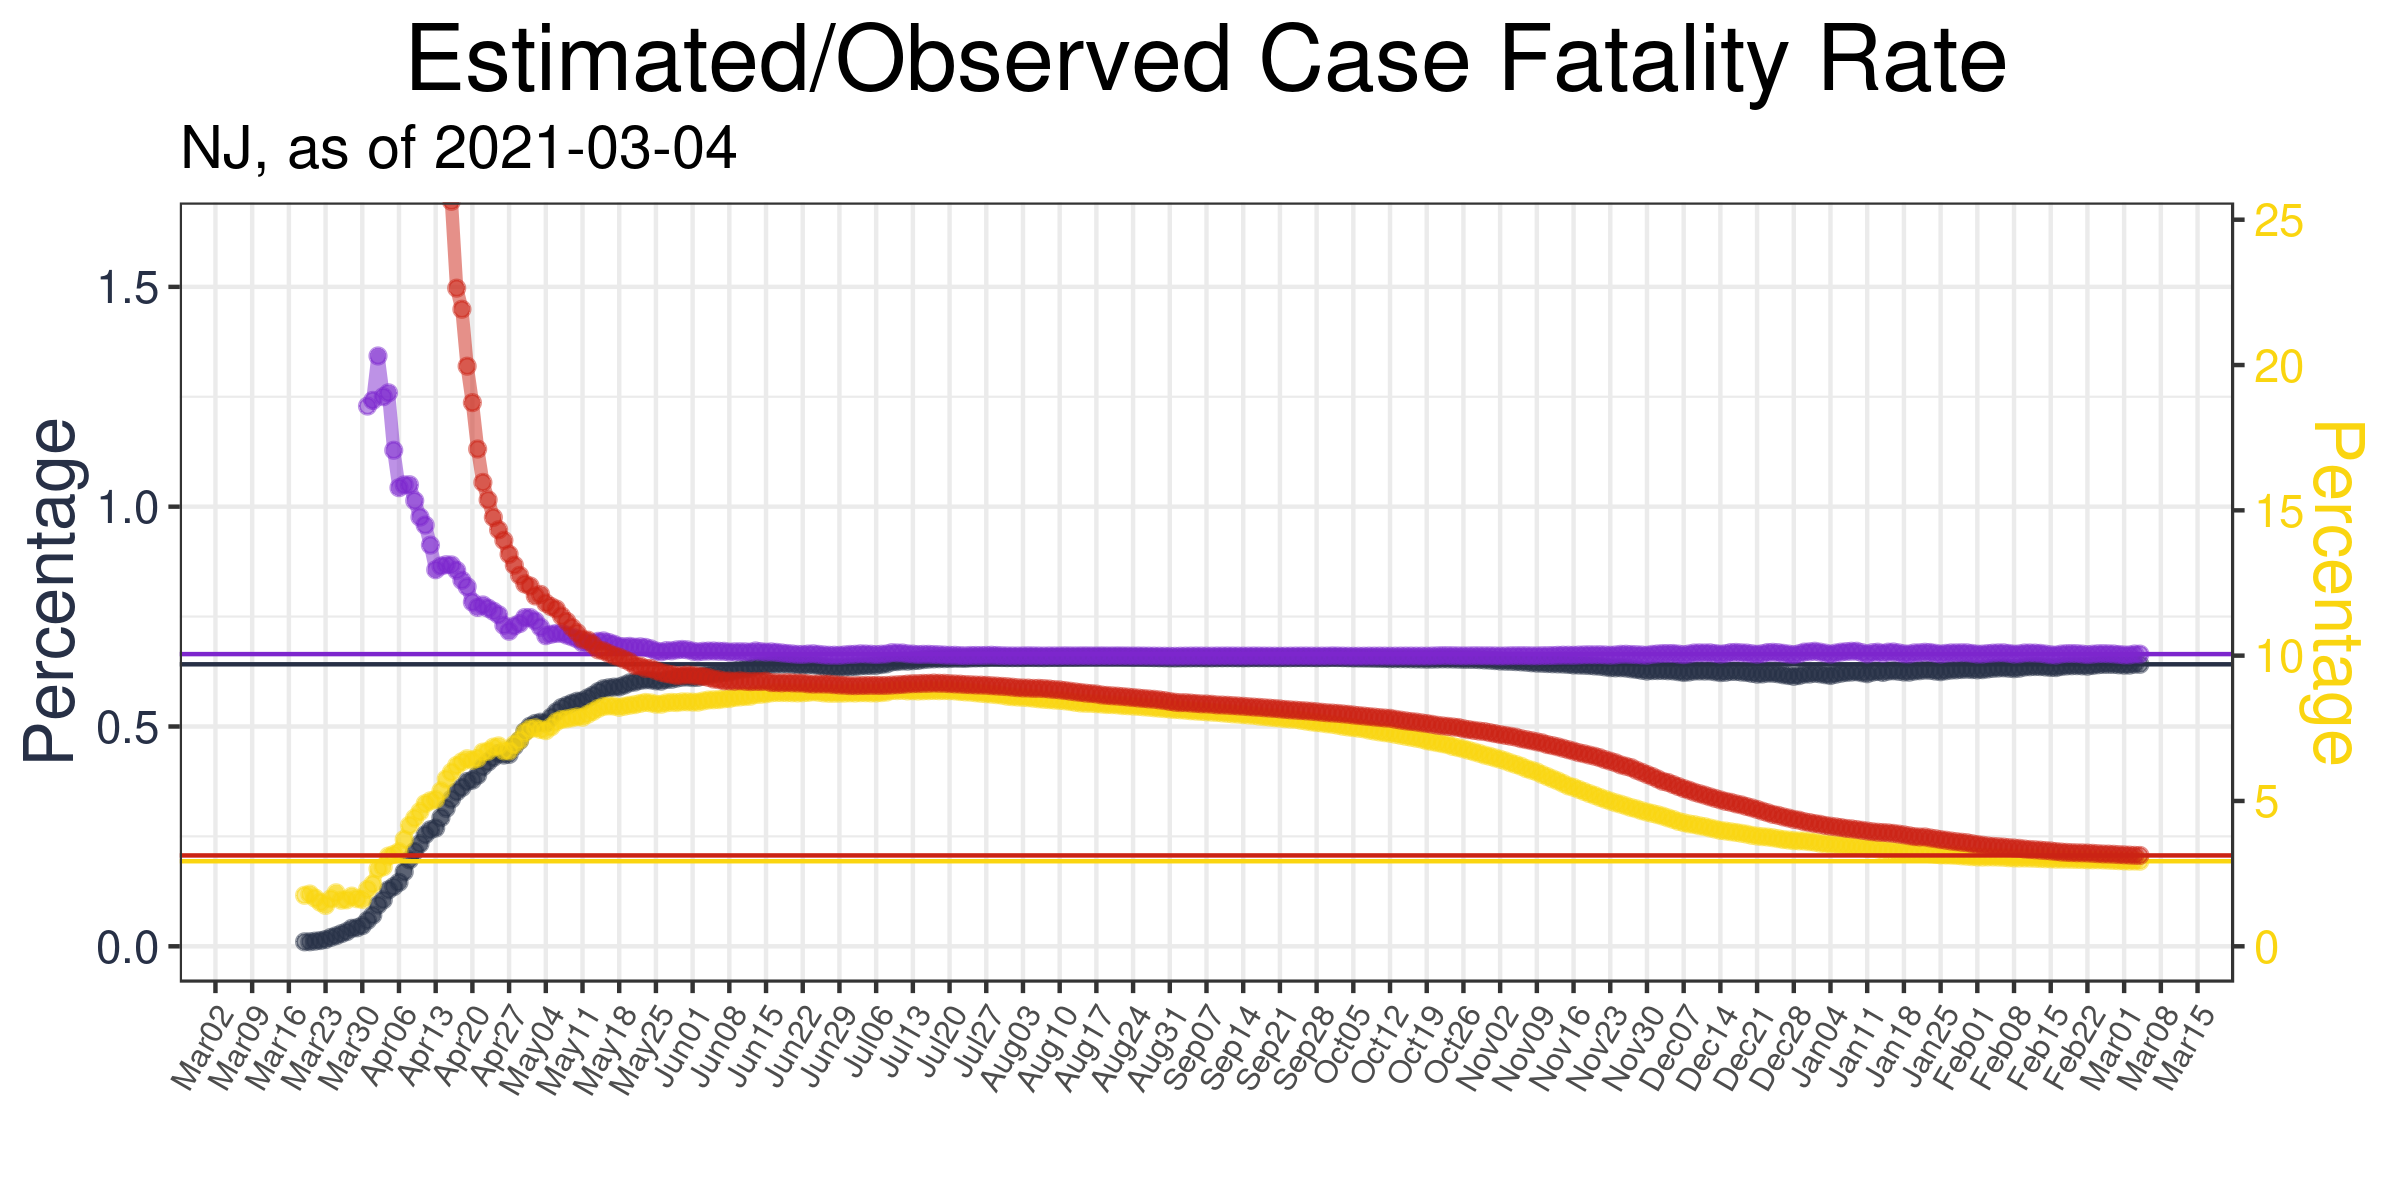 Estimated/Observed Case Fatality Rate
NJ, as of 2021-03-04
Percentage
1.5
1.0
0.5
0.0
25
20
15
10
5
0
Percentage
Mar02
Mar09
Mar16
Mar23
Mar30
Apr06
Apr13
Apr20
Apr27
May04
May11
May18
May25
Jun01
Jun08
Jun15
Jun22
Jun29
Jul06
Jul13
Jul20
Jul27
Aug03
Aug10
Aug17
Aug24
Aug31
Sep07
Sep14
Sep21
Sep28
Oct05
Oct12
Oct19
Oct26
Nov02
Nov09
Nov16
Nov23
Nov30
Dec07
Dec14
Dec21
Dec28
Jan04
Jan11
Jan18
Jan25
Feb01
Feb08
Feb15
Feb22
Mar01
Mar08
Mar15